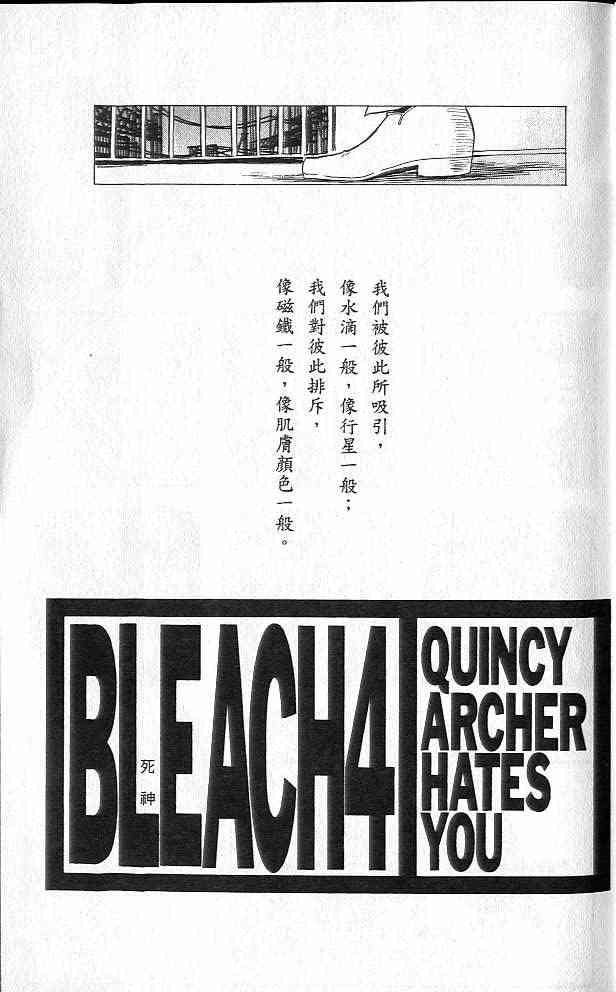 我們被彼此所吸引，
像水滴一般，像行星一般；
我們對彼此排斥，
像磁鐵一般，像肌膚顏色一般。
BLEACH4
死神
QUINCY
ARCHER
HATES
YOU